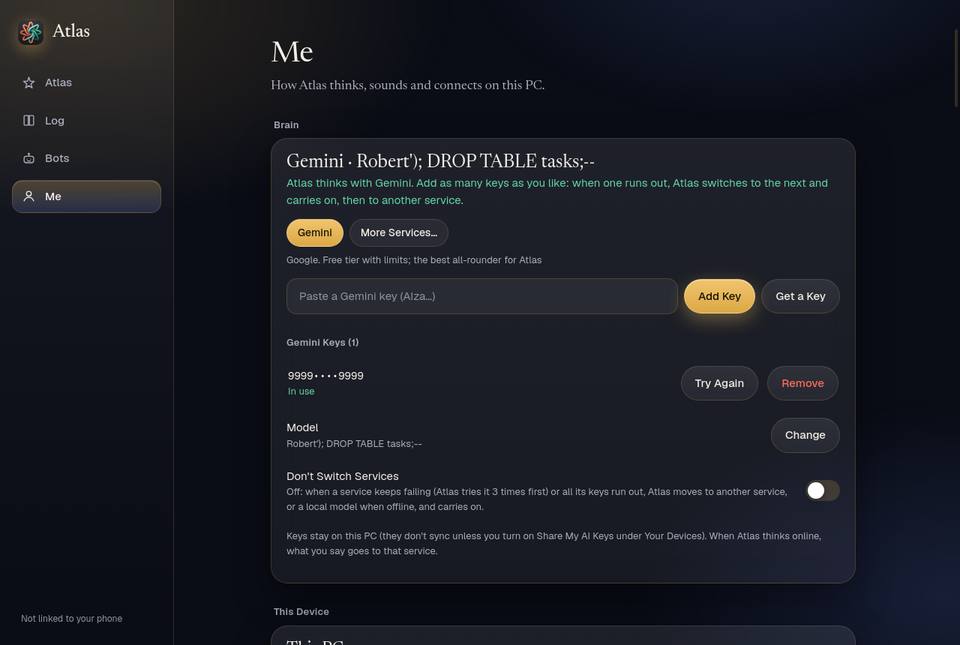 Atlas
Atlas
Log
Bots
Me
Not linked to your phone
Me
How Atlas thinks, sounds and connects on this PC.
Brain
Gemini · Robert'); DROP TABLE tasks;--
Atlas thinks with Gemini. Add as many keys as you like: when one runs out, Atlas switches to the next and
carries on, then to another service.
Gemini
More Services...
Google. Free tier with limits; the best all-rounder for Atlas
Paste a Gemini key (AIza...)
Add Key
Get a Key
Gemini Keys (1)
9999••••9999
in use
Try Again
Remove
Model
Robert'); DROP TABLE tasks;--
Change
Don't Switch Services
Off: when a service keeps failing (Atlas tries it 3 times first) or all its keys run out, Atlas moves to another service,
or a local model when offline, and carries on.
Keys stay on this PC (they don't sync unless you turn on Share My AI Keys under Your Devices). When Atlas thinks online,
what you say goes to that service.
This Device
This PC